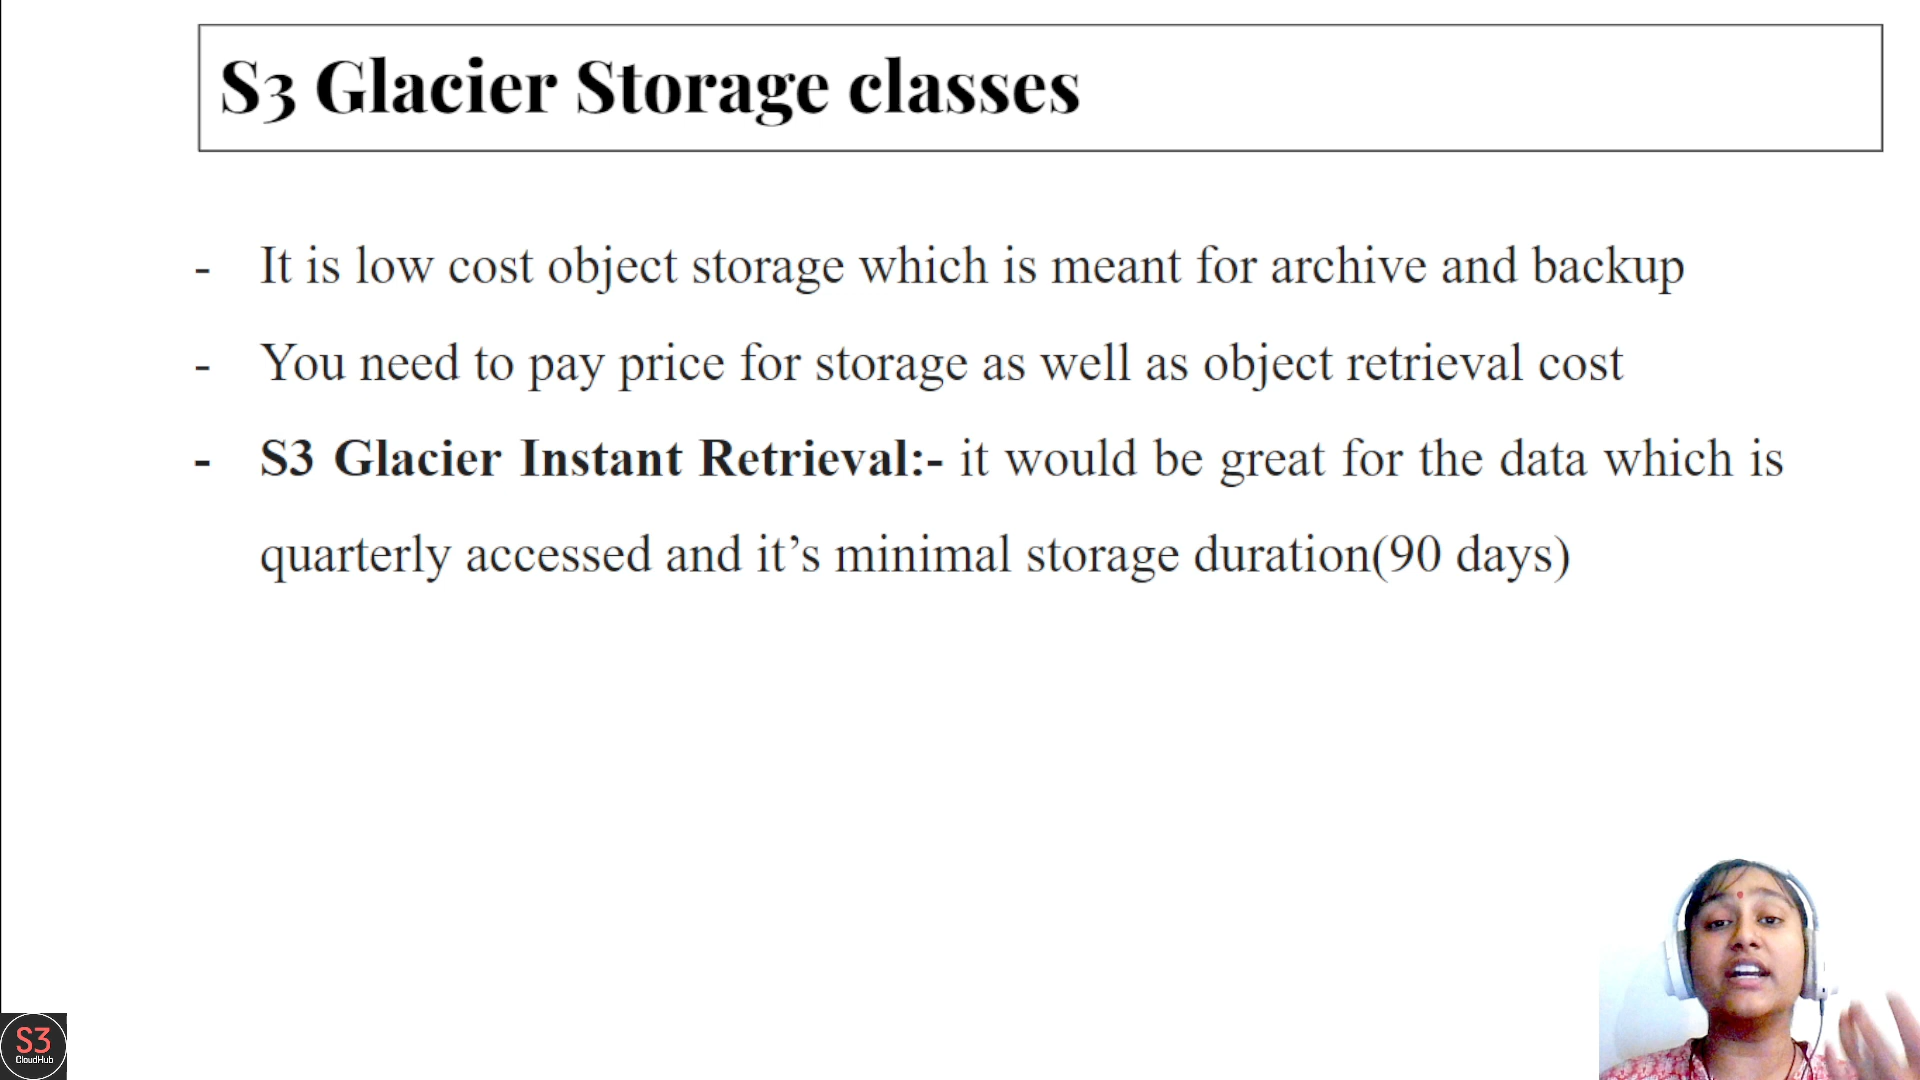 S3 Glacier Storage classes
- It is low cost object storage which is meant for archive and backup
- You need to pay price for storage as well as object retrieval cost
- S3 Glacier Instant Retrieval:- it would be great for the data which is
quarterly accessed and it’s minimal storage duration(90 days)
S3
CloudHub